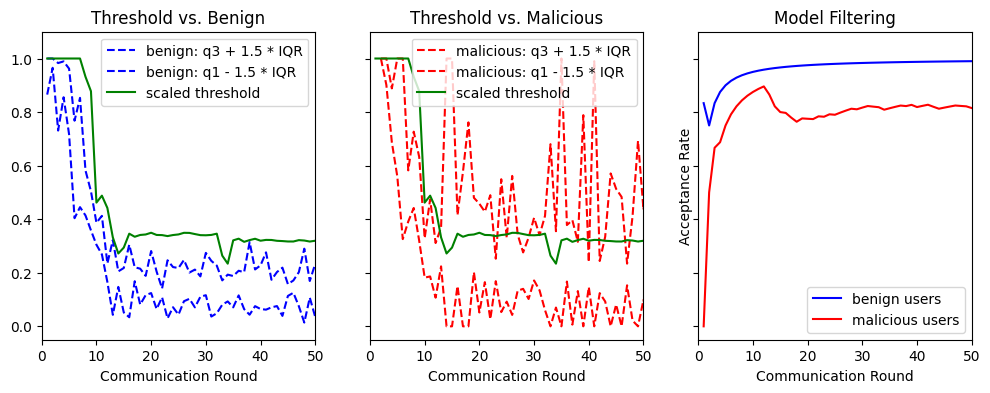 Threshold vs. Benign
benign: q3 + 1.5 * IQR
benign: q1 - 1.5 * IQR
scaled threshold
0.0
0.2
0.4
0.6
0.8
1.0
0
10
20
30
40
50
Communication Round
Threshold vs. Malicious
malicious: q3 + 1.5 * IQR
malicious: q1 - 1.5 * IQR
scaled threshold
0
10
20
30
40
50
Communication Round
Model Filtering
Acceptance Rate
benign users
malicious users
0
10
20
30
40
50
Communication Round